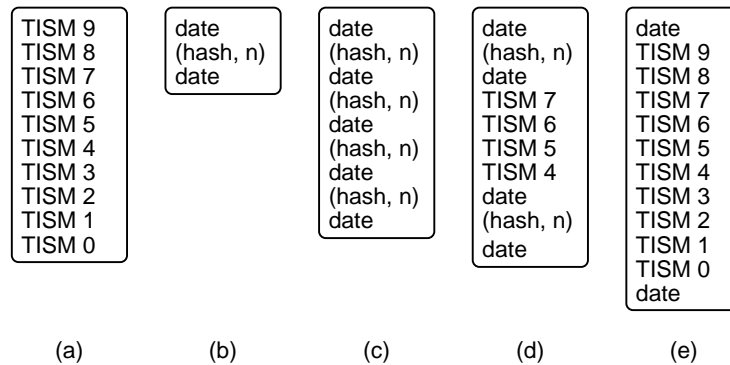 TISM 9
TISM 8
TISM 7
TISM 6
TISM 5
TISM 4
TISM 3
TISM 2
TISM 1
TISM 0
(a)
date
(hash, n)
date
(b)
date
(hash, n)
date
(hash, n)
date
(hash, n)
date
(hash, n)
date
(c)
date
(hash, n)
date
TISM 7
TISM 6
TISM 5
TISM 4
date
(hash, n)
date
(d)
date
TISM 9
TISM 8
TISM 7
TISM 6
TISM 5
TISM 4
TISM 3
TISM 2
TISM 1
TISM 0
date
(e)